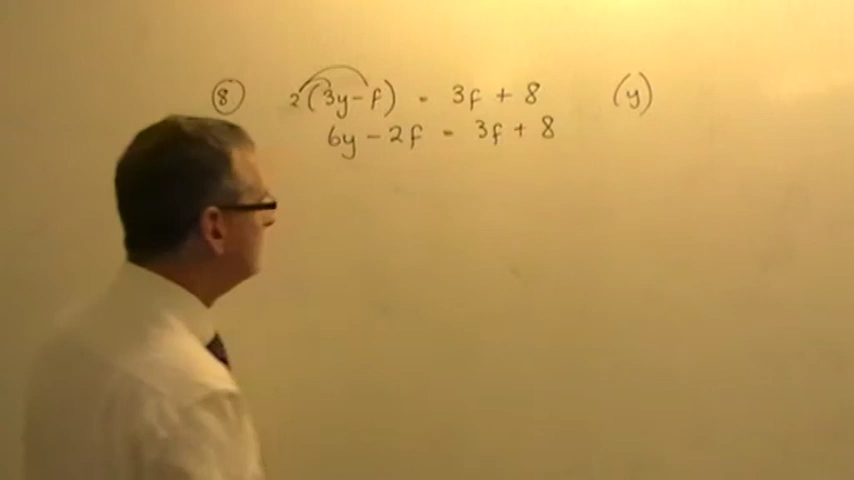 ⑧ 2(3y-f) = 3f + 8 (y)
6y - 2f = 3f + 8